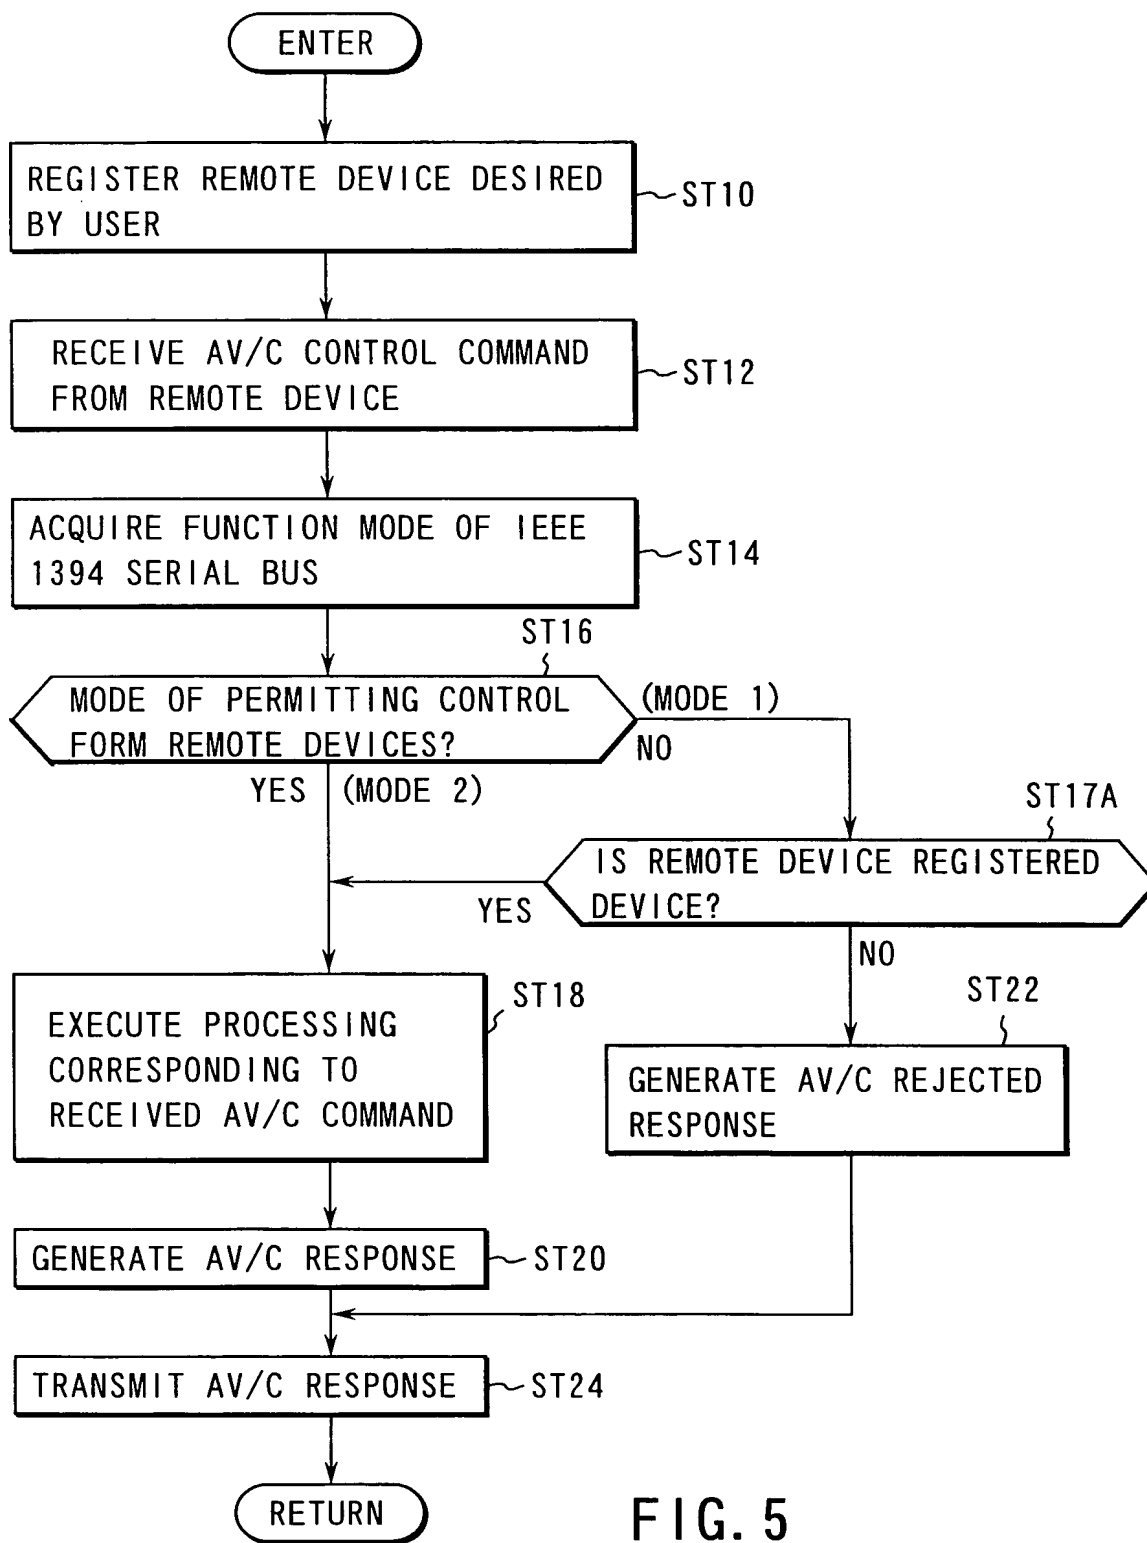 ENTER
REGISTER REMOTE DEVICE DESIRED
BY USER
ST10
RECEIVE AV/C CONTROL COMMAND
FROM REMOTE DEVICE
ST12
ACQUIRE FUNCTION MODE OF IEEE
1394 SERIAL BUS
ST14
ST16
MODE OF PERMITTING CONTROL
FORM REMOTE DEVICES?
(MODE 1)
NO
YES (MODE 2)
ST17A
IS REMOTE DEVICE REGISTERED
DEVICE?
YES
NO
ST18
EXECUTE PROCESSING
CORRESPONDING TO
RECEIVED AV/C COMMAND
ST22
GENERATE AV/C REJECTED
RESPONSE
GENERATE AV/C RESPONSE
ST20
TRANSMIT AV/C RESPONSE
ST24
RETURN
FIG. 5